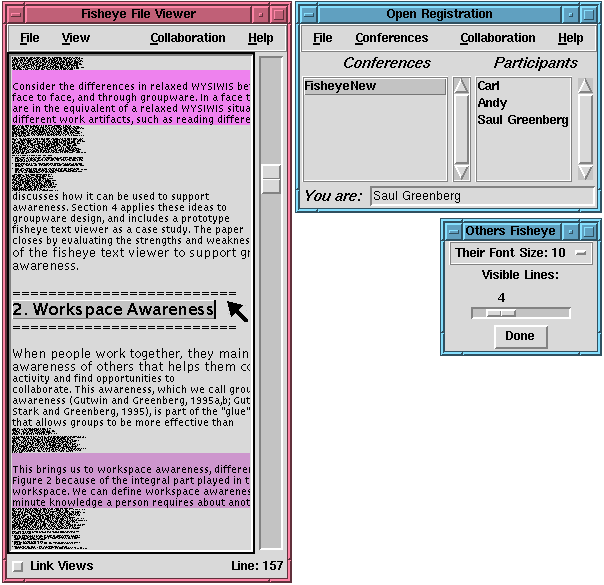 Fisheye File Viewer
File View Collaboration Help
Consider the differences in relaxed WYSIWIS be
face to face, and through groupware. In a face t
are in the equivalent of a relaxed WYSIWIS situa
different work artifacts, such as reading differe
discusses how it can be used to support
awareness. Section 4 applies these ideas to
groupware design, and includes a prototype
fisheye text viewer as a case study. The paper
closes by evaluating the strengths and weaknes
of the fisheye text viewer to support gr
awareness.
==========================
2. Workspace Awareness
==========================
When people work together, they main
awareness of others that helps them co
activity and find opportunities to
collaborate. This awareness, which we call grou
awareness (Gutwin and Greenberg, 1995a,b; Gut
Stark and Greenberg, 1995), is part of the "glue"
that allows groups to be more effective than
This brings us to workspace awareness, differen
Figure 2 because of the integral part played in t
workspace. We can define workspace awarenes
minute knowledge a person requires about anot
Link Views Line: 157
Open Registration
File Conferences Collaboration Help
Conferences Participants
FisheyeNew
Carl
Andy
Saul Greenberg
You are: Saul Greenberg
Others Fisheye
Their Font Size: 10
Visible Lines:
4
Done